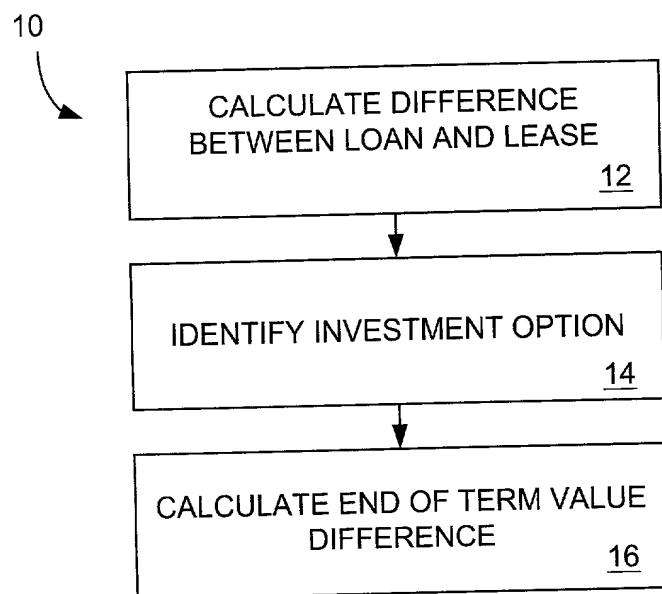 10
CALCULATE DIFFERENCE
BETWEEN LOAN AND LEASE
12
IDENTIFY INVESTMENT OPTION
14
CALCULATE END OF TERM VALUE
DIFFERENCE
16